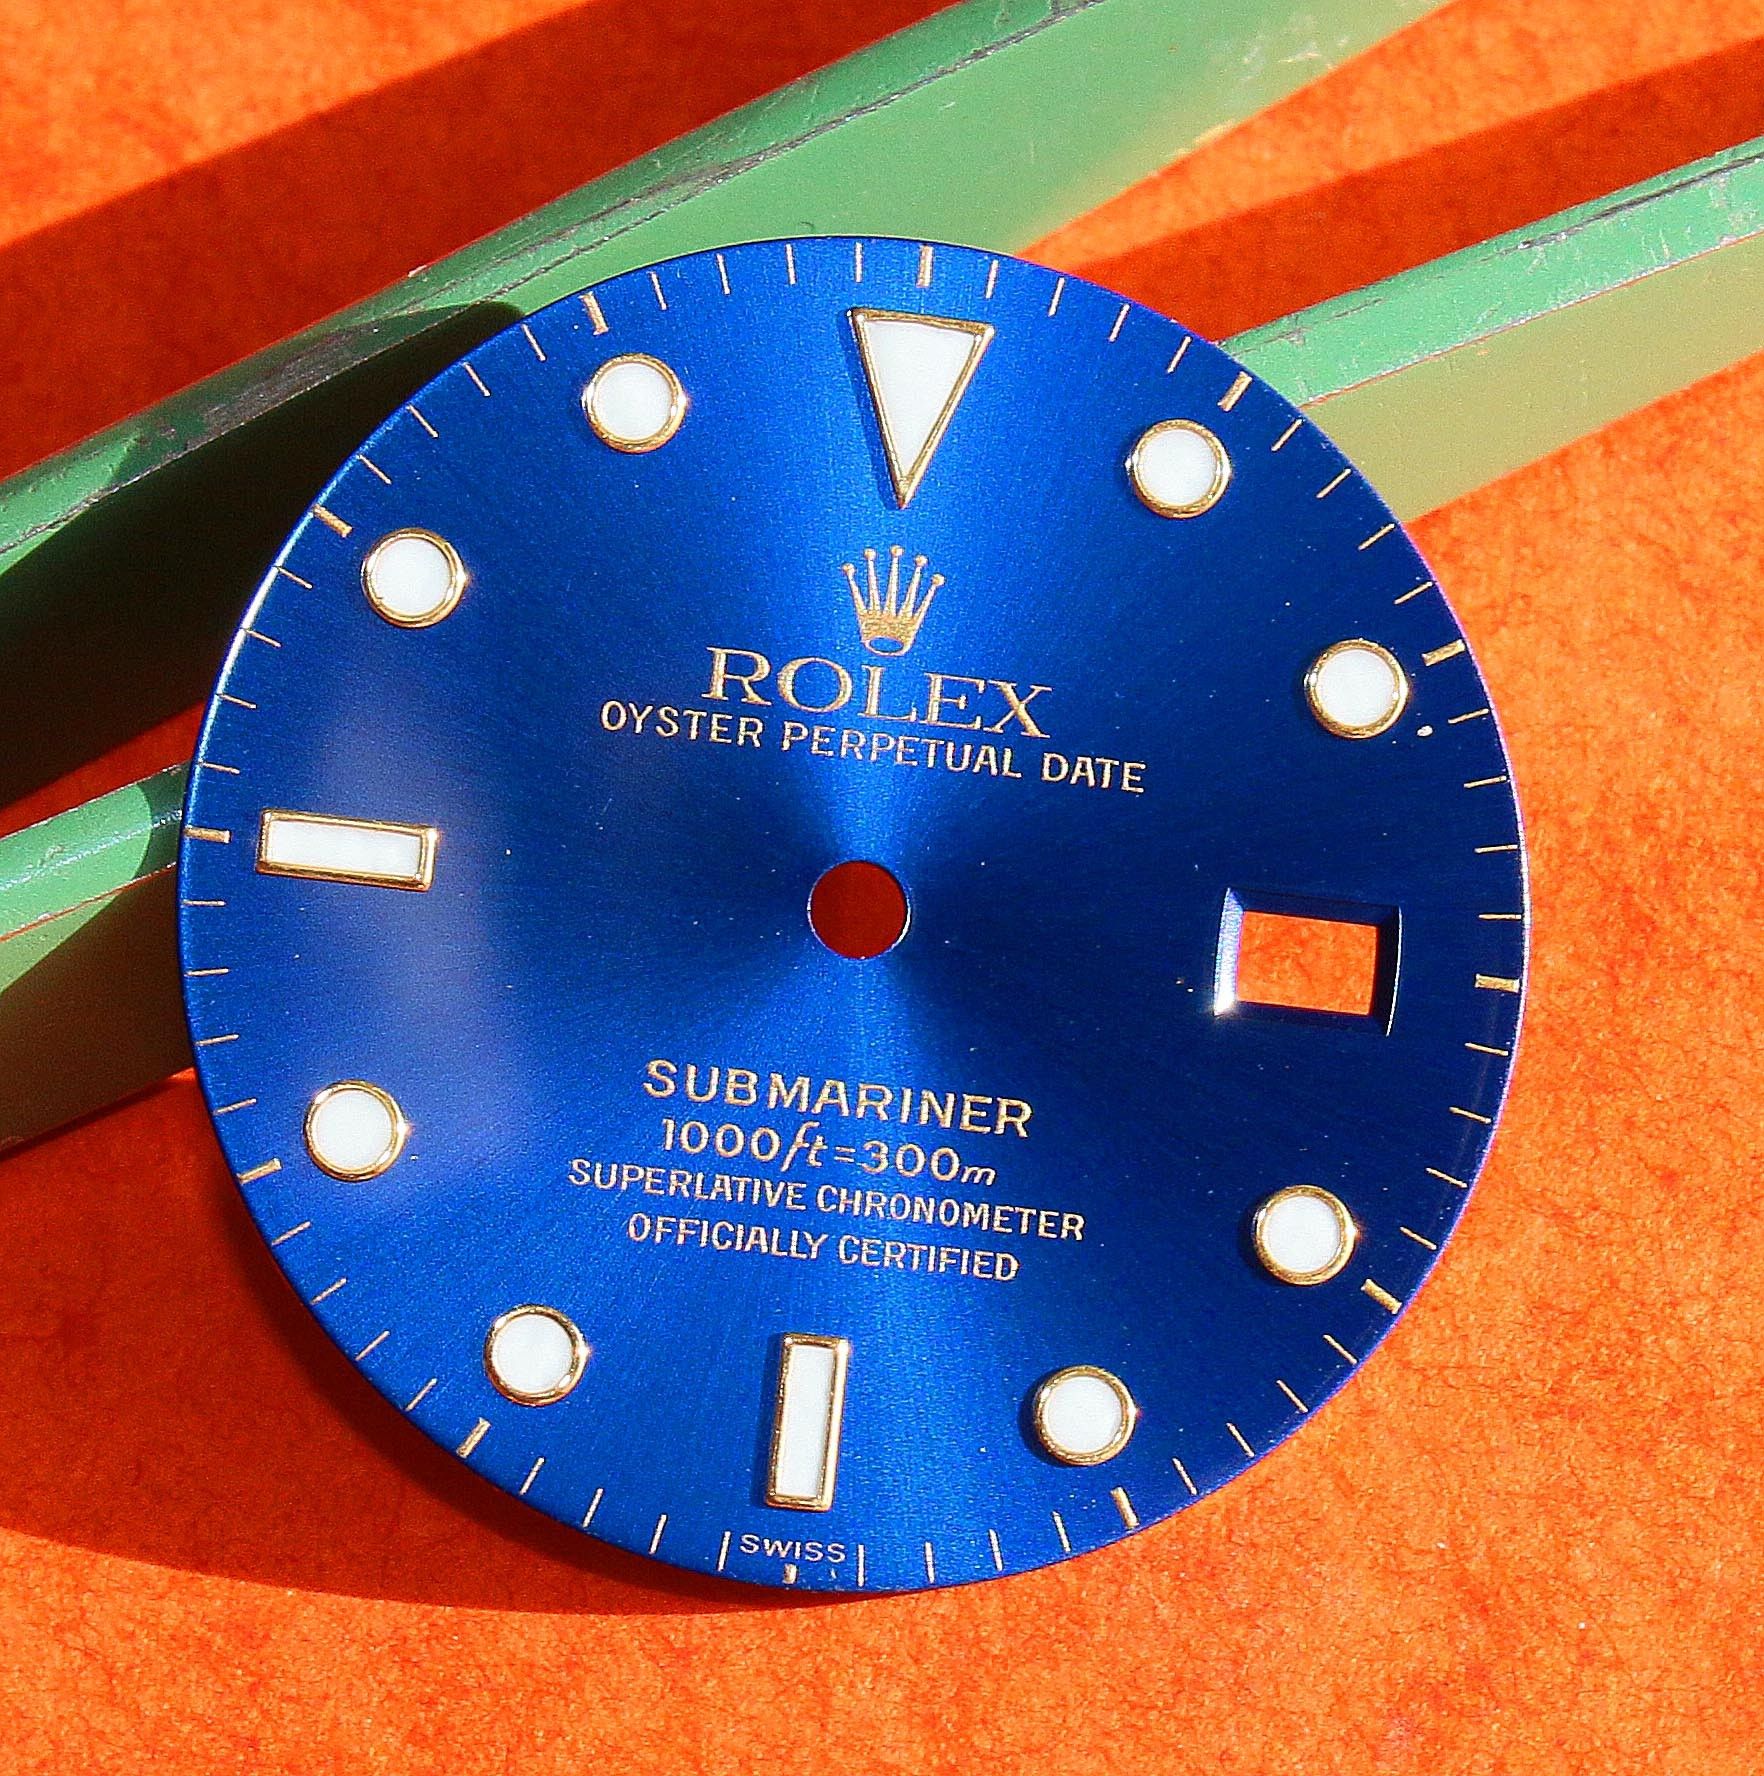 ROLEX
OYSTER PERPETUAL DATE
SUBMARINER
1000ft=300m
SUPERLATIVE CHRONOMETER
OFFICIALLY CERTIFIED
SWISS